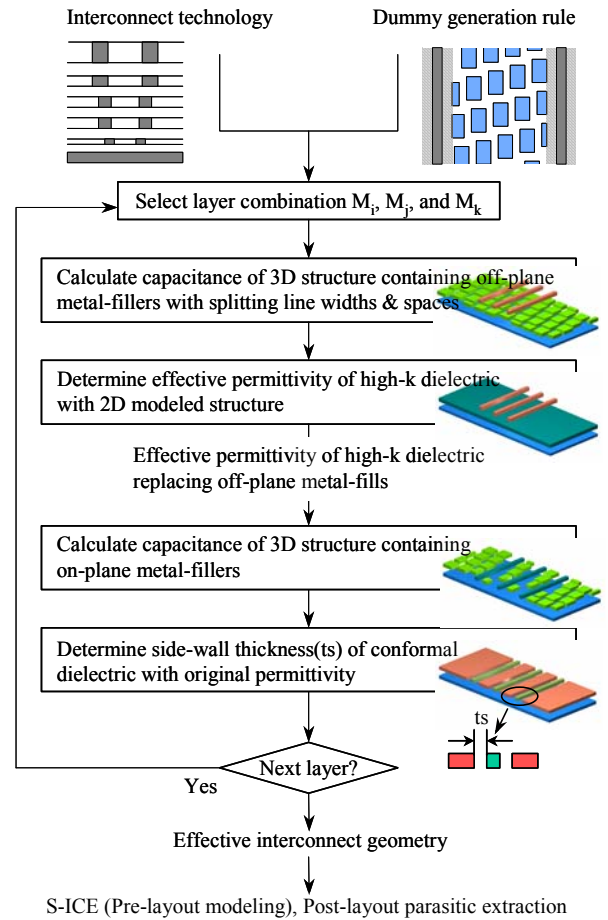 Interconnect technology
Dummy generation rule
Select layer combination Mi, Mj, and Mk
Calculate capacitance of 3D structure containing off-plane
metal-fillers with splitting line widths & spaces
Determine effective permittivity of high-k dielectric
with 2D modeled structure
Effective permittivity of high-k dielectric
replacing off-plane metal-fills
Calculate capacitance of 3D structure containing
on-plane metal-fillers
Determine side-wall thickness(ts) of conformal
dielectric with original permittivity
ts
Next layer?
Yes
Effective interconnect geometry
S-ICE (Pre-layout modeling), Post-layout parasitic extraction